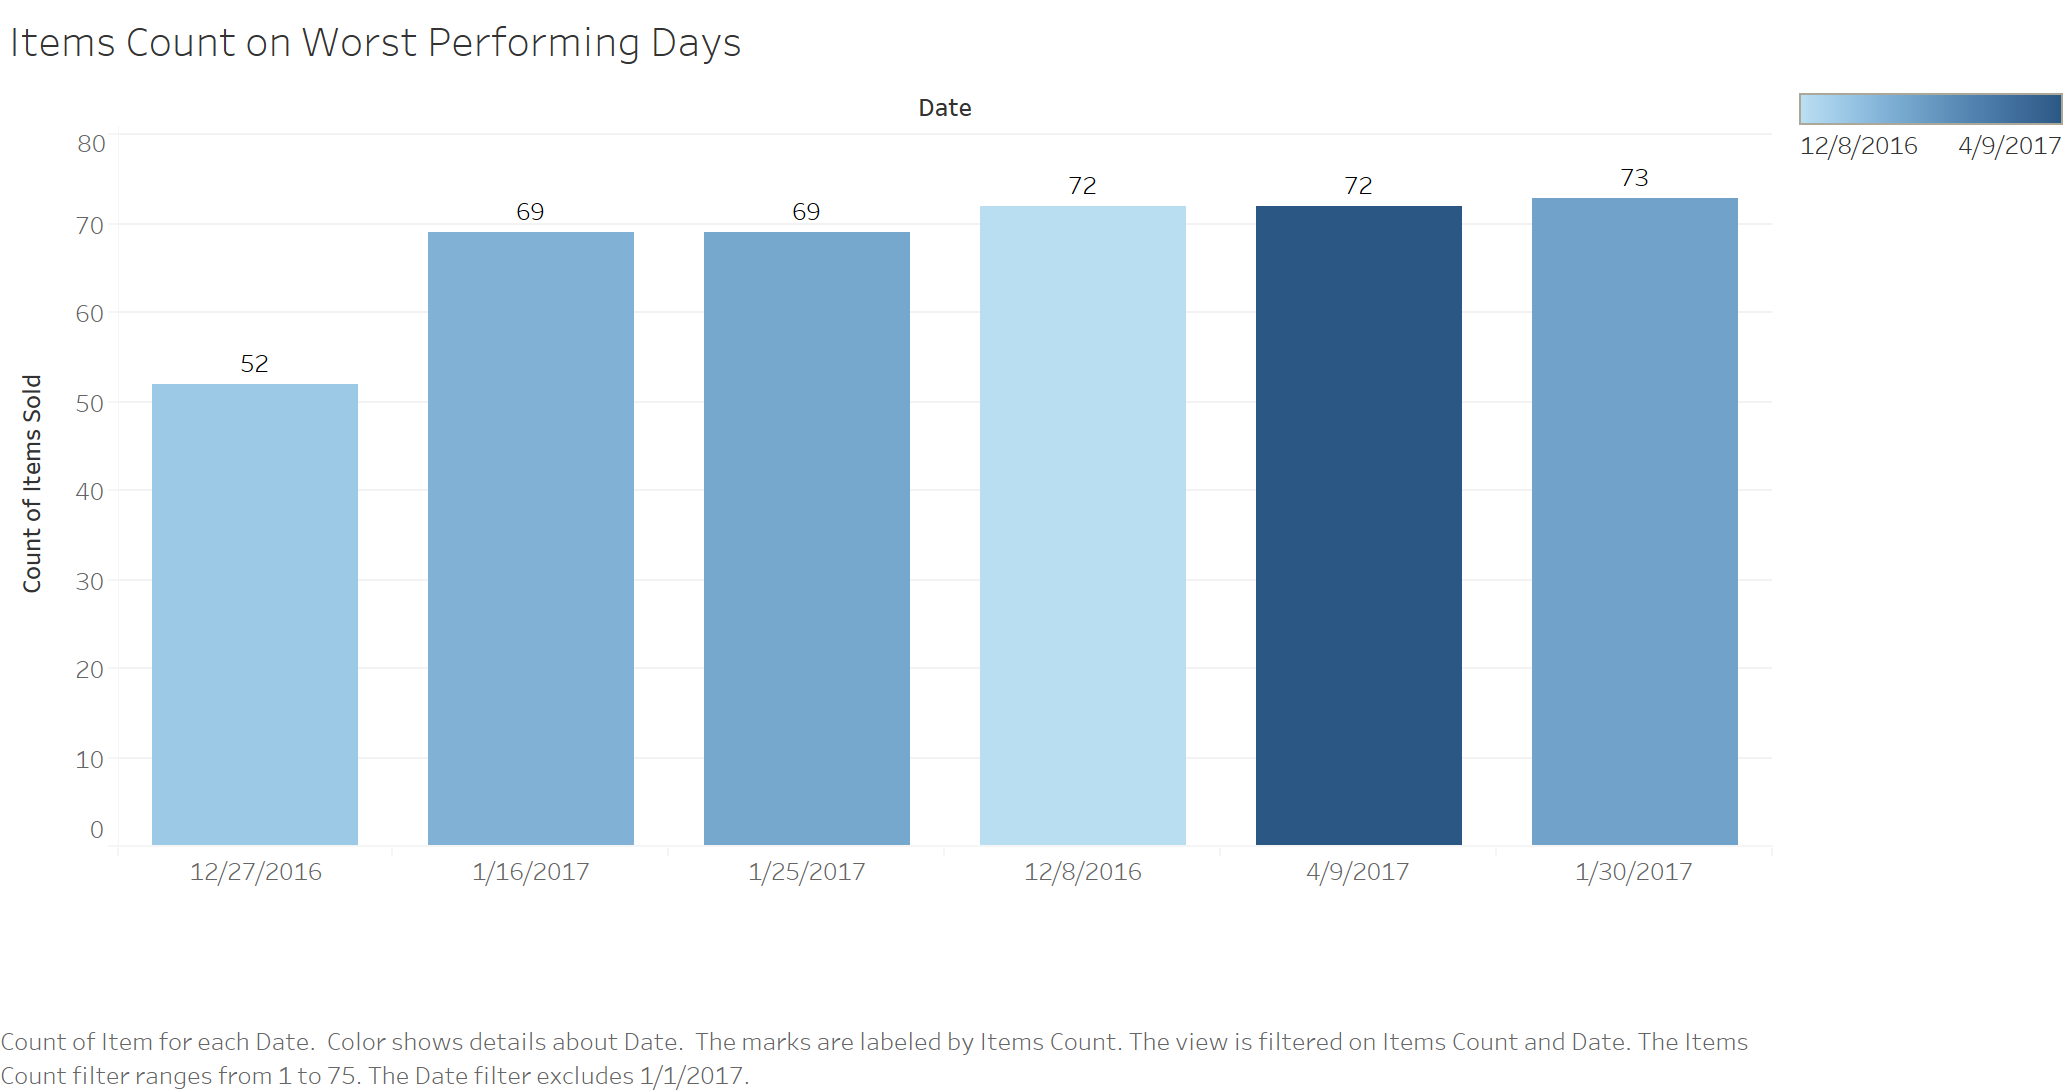 Items Count on Worst Performing Days
Date
12/8/2016 4/9/2017
Count of Items Sold
80
70
60
50
40
30
20
10
0
52
69
69
72
72
73
12/27/2016 1/16/2017 1/25/2017 12/8/2016 4/9/2017 1/30/2017
Count of Item for each Date.  Color shows details about Date.  The marks are labeled by Items Count. The view is filtered on Items Count and Date. The Items
Count filter ranges from 1 to 75. The Date filter excludes 1/1/2017.